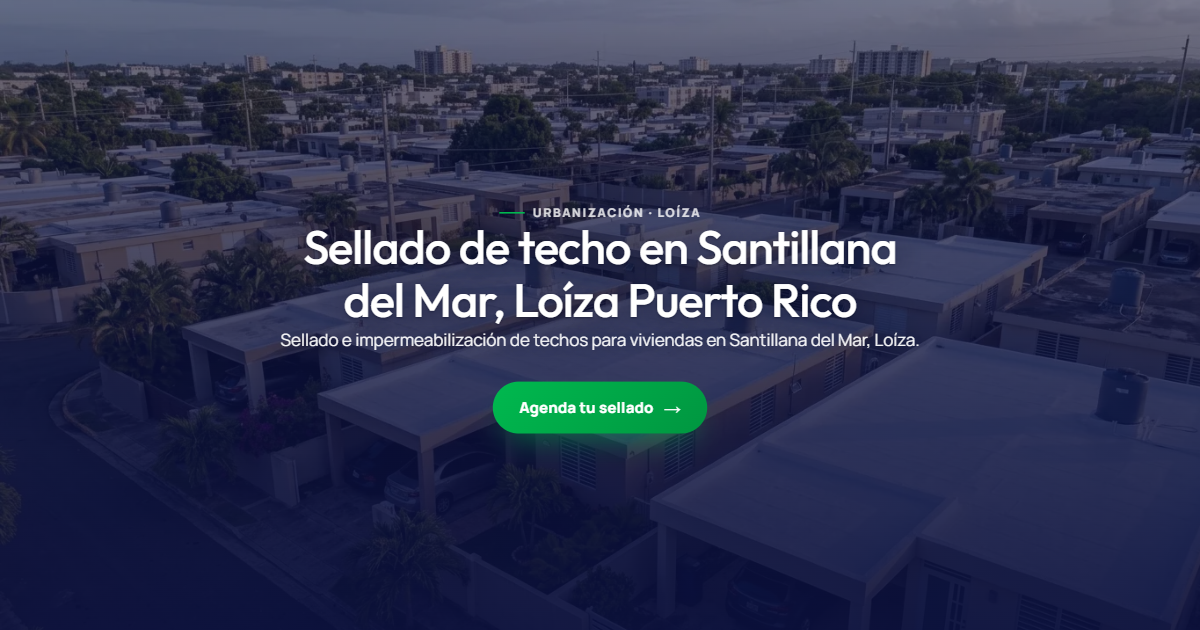 URBANIZACIÓN · LOÍZA
Sellado de techo en Santillana
del Mar, Loíza Puerto Rico
Sellado e impermeabilización de techos para viviendas en Santillana del Mar, Loíza.
Agenda tu sellado →